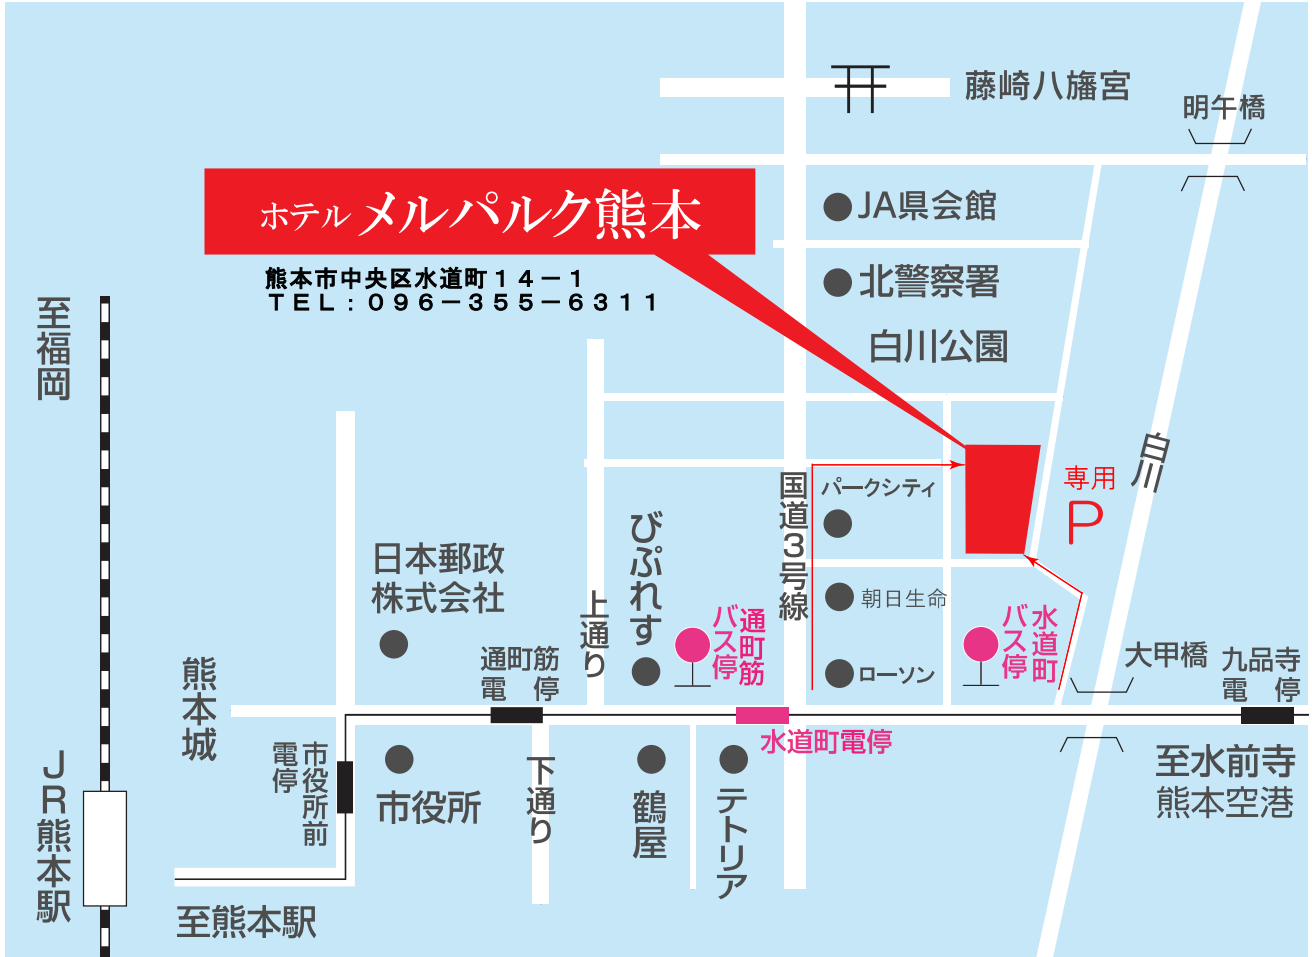 藤崎八旛宮
明午橋
ホテル メルパルク熊本
JA県会館
熊本市中央区水道町14－1
TEL：096－355－6311
北警察署
白川公園
至福岡
白川
専用
P
国道3号線
パークシティ
びぷれす
日本郵政
株式会社
上通り
朝日生命
通町筋
バス停
水道町
バス停
ローソン
大甲橋
九品寺
電停
通町筋
電停
熊本城
水道町電停
市役所前
電停
市役所
下通り
鶴屋
テトリア
至水前寺
熊本空港
JR熊本駅
至熊本駅